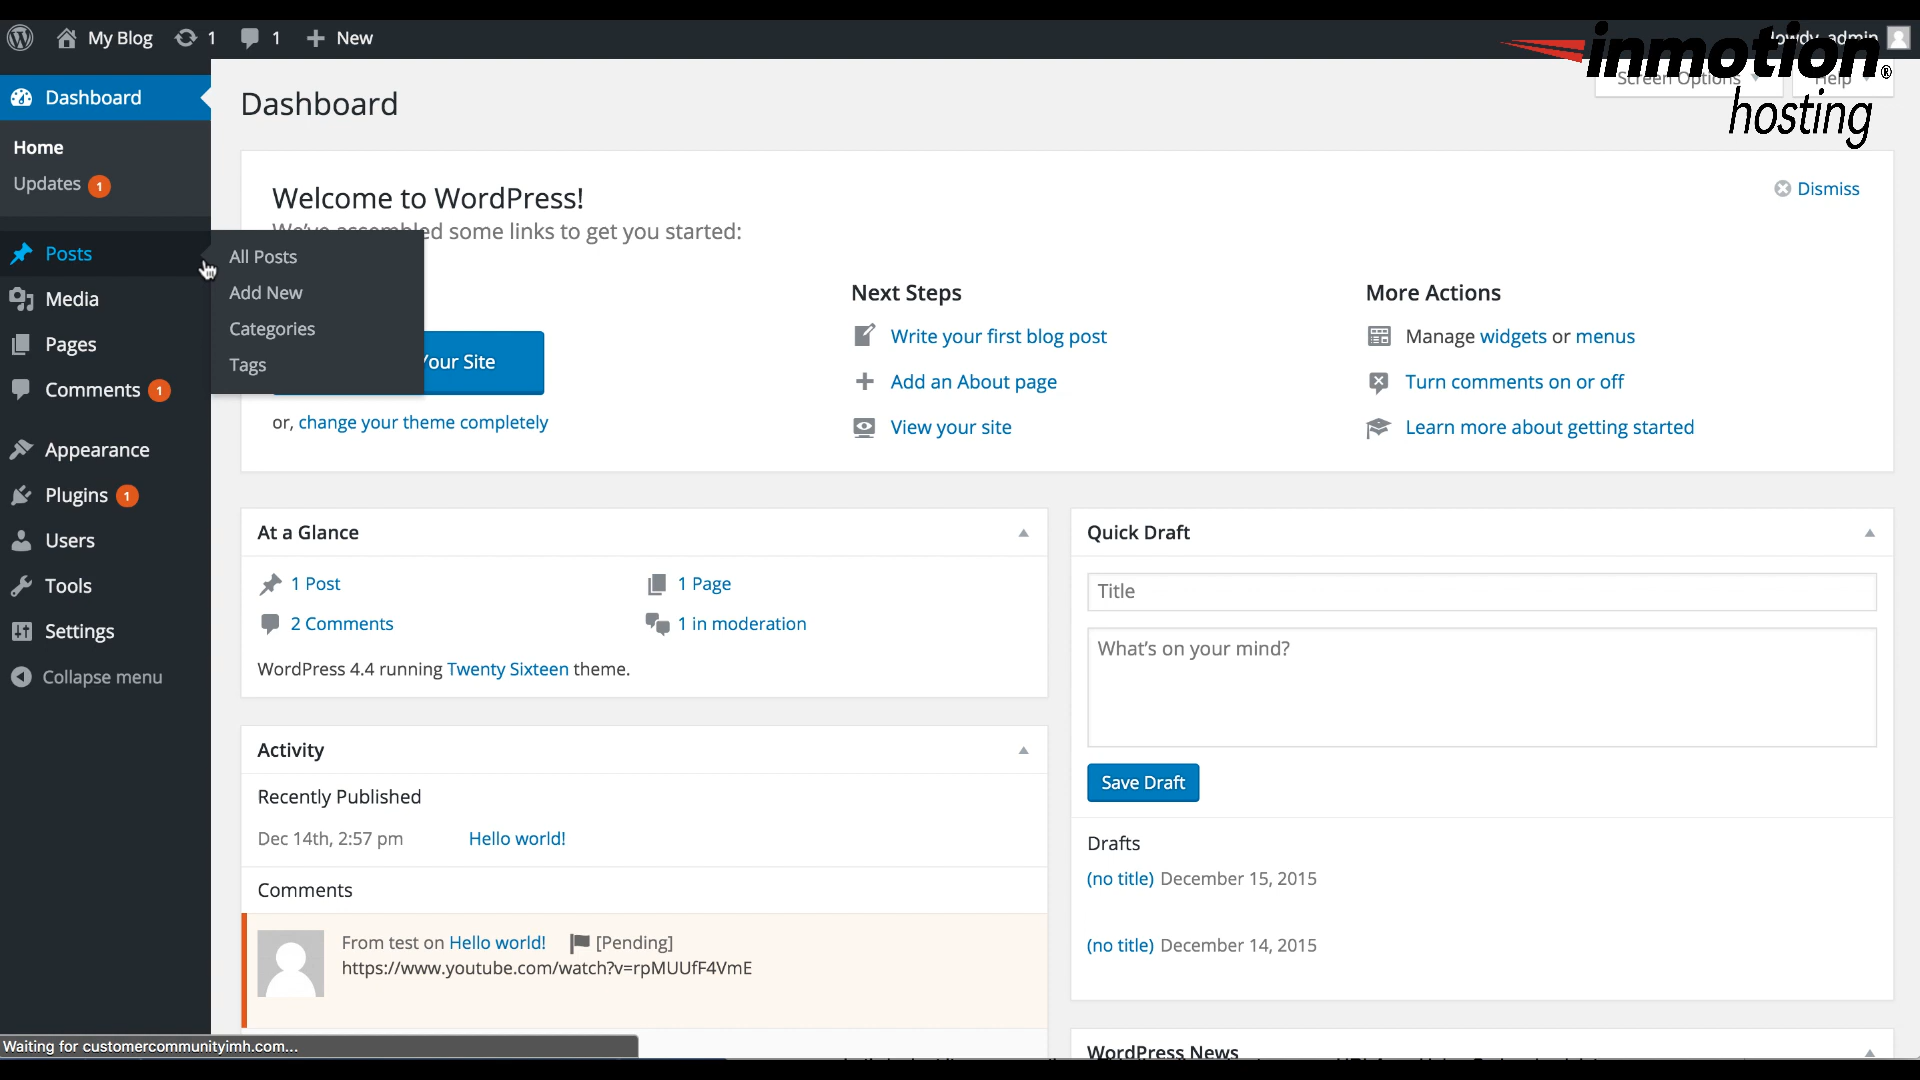 My Blog
1
1
New
inmotion®
hosting
Screen Options
Help
Dashboard
Home
Updates 1
Posts
Media
Pages
Comments 1
Appearance
Plugins 1
Users
Tools
Settings
Collapse menu
All Posts
Add New
Categories
Tags
Dashboard
Welcome to WordPress!
Dismiss
some links to get you started:
Your Site
or, change your theme completely
Next Steps
Write your first blog post
Add an About page
View your site
More Actions
Manage widgets or menus
Turn comments on or off
Learn more about getting started
At a Glance
1 Post
1 Page
2 Comments
1 in moderation
WordPress 4.4 running Twenty Sixteen theme.
Activity
Recently Published
Dec 14th, 2:57 pm
Hello world!
Comments
From test on Hello world! [Pending]
https://www.youtube.com/watch?v=rpMUUfF4VmE
Quick Draft
Title
What's on your mind?
Save Draft
Drafts
(no title) December 15, 2015
(no title) December 14, 2015
WordPress News
Waiting for customercommunityimh.com...